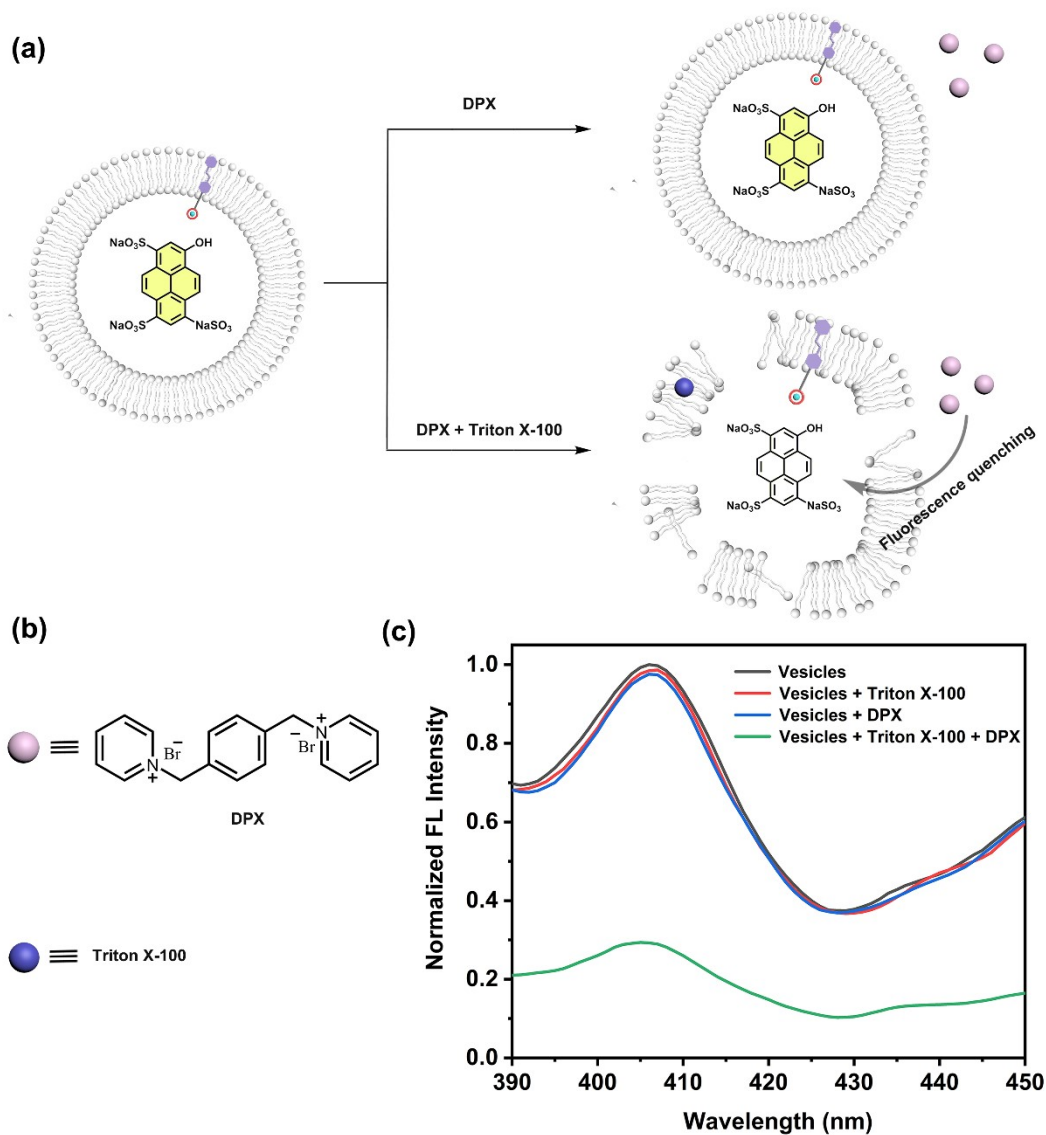 (a)
DPX
NaO₃S
OH
NaO₃S
NaSO₃
NaO₃S
OH
NaO₃S
NaSO₃
DPX + Triton X-100
NaO₃S
OH
NaO₃S
NaSO₃
Fluorescence quenching
(b)
Br −
N
+
+
N
− Br
DPX
Triton X-100
(c)
Normalized FL Intensity
1.0
0.8
0.6
0.4
0.2
0.0
Vesicles
Vesicles + Triton X-100
Vesicles + DPX
Vesicles + Triton X-100 + DPX
390 400 410 420 430 440 450
Wavelength (nm)